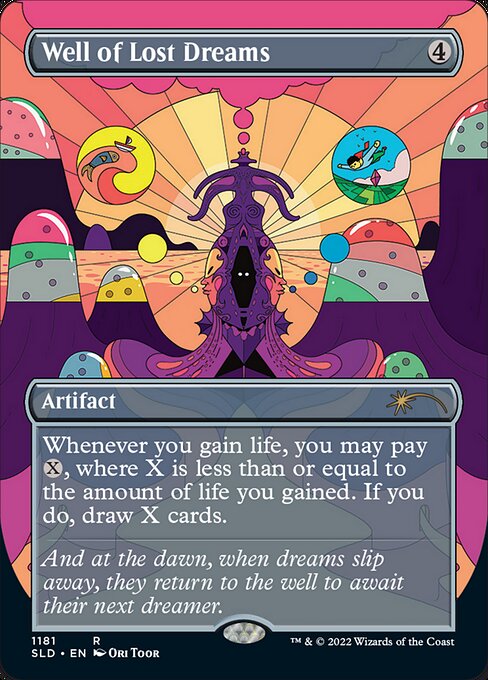 Well of Lost Dreams 4
Artifact
Whenever you gain life, you may pay
X, where X is less than or equal to
the amount of life you gained. If you
do, draw X cards.
And at the dawn, when dreams slip
away, they return to the well to await
their next dreamer.
1181 R
SLD • EN Ori Toor
™ & © 2022 Wizards of the Coast